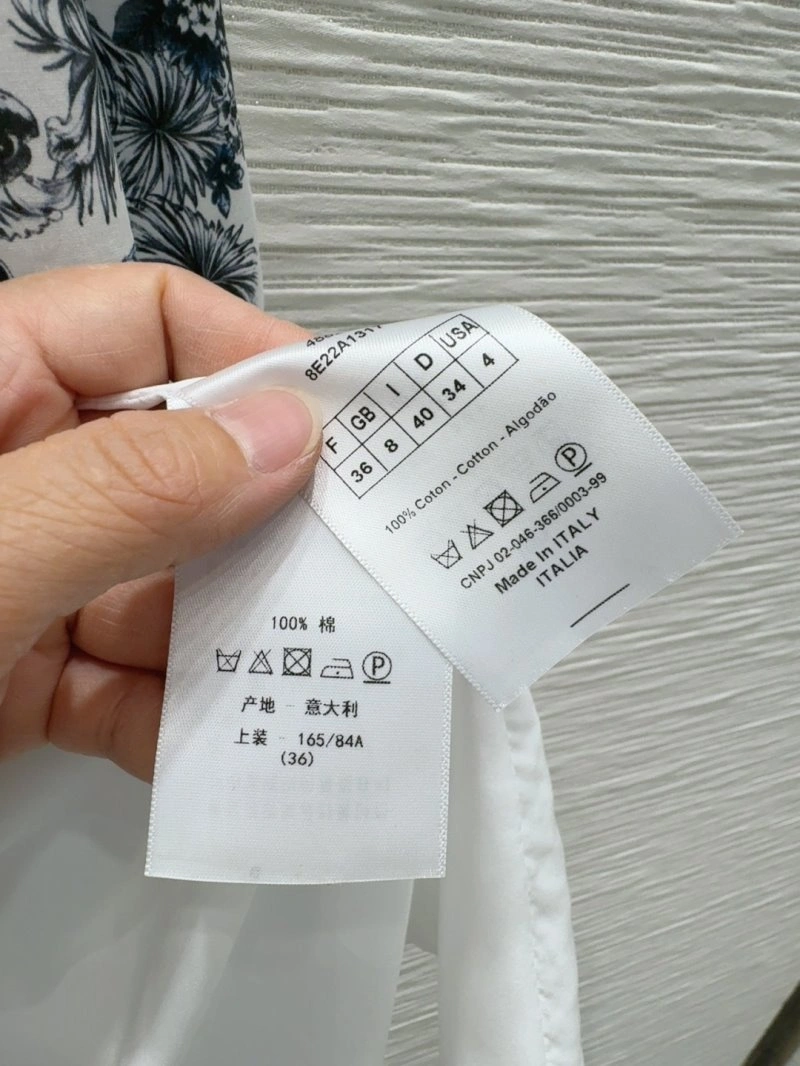 8E22A1317
F GB I D USA
36 8 40 34 4
100% Coton - Cotton - Algodão
P
CNPJ 02-046-366/0003-99
Made In ITALY
ITALIA
100% 棉
P
产地 - 意大利
上装 - 165/84A
(36)